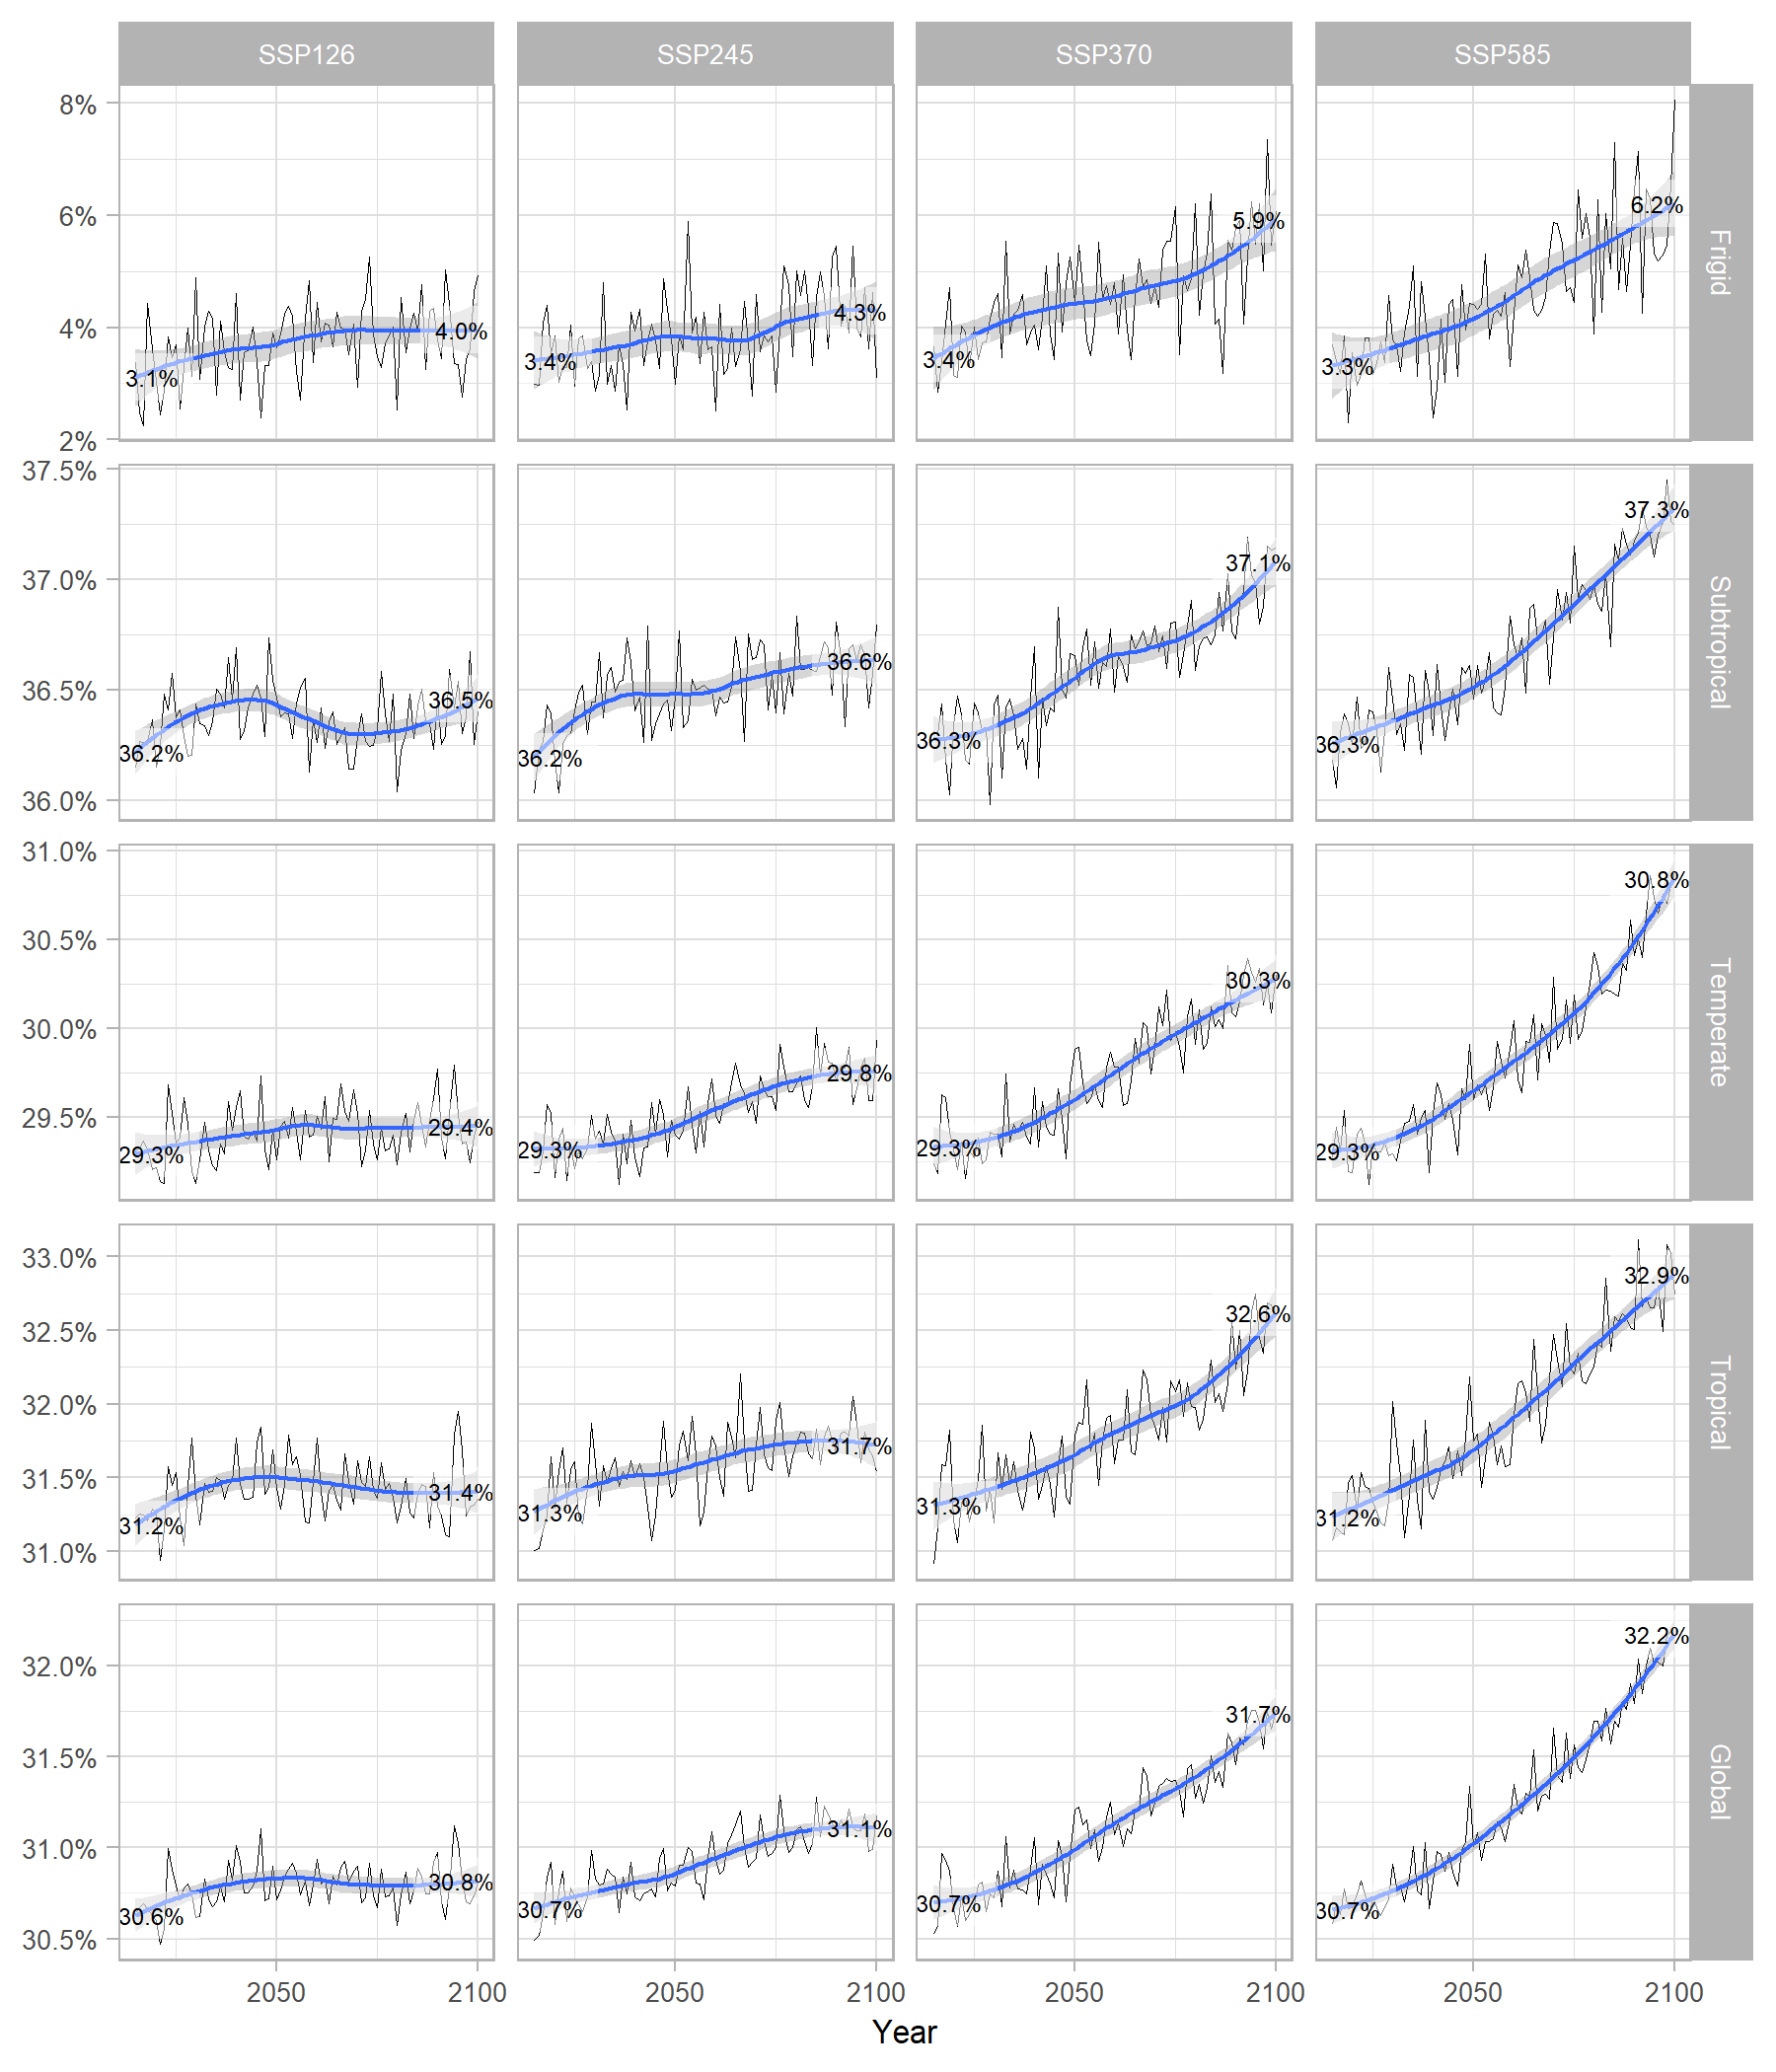 SSP126 SSP245 SSP370 SSP585
8%
6%
4%
2%
3.1% 4.0% 3.4% 4.3% 3.4% 5.9% 3.3% 6.2%
Frigid
37.5%
37.0%
36.5%
36.0%
36.2% 36.5% 36.2% 36.6% 36.3% 37.1% 36.3% 37.3%
Subtropical
31.0%
30.5%
30.0%
29.5%
29.3% 29.4% 29.3% 29.8% 29.3% 30.3% 29.3% 30.8%
Temperate
33.0%
32.5%
32.0%
31.5%
31.0%
31.2% 31.4% 31.3% 31.7% 31.3% 32.6% 31.2% 32.9%
Tropical
32.0%
31.5%
31.0%
30.5%
30.6% 30.8% 30.7% 31.1% 30.7% 31.7% 30.7% 32.2%
Global
2050 2100 2050 2100 2050 2100 2050 2100
Year